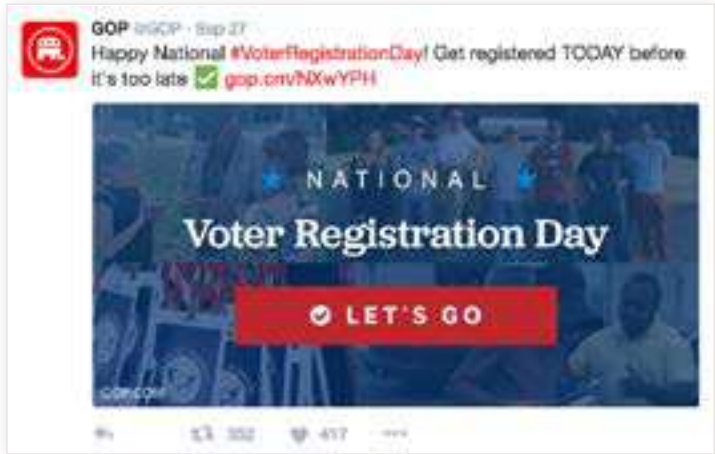 GOP @GOP · Sep 27
Happy National #VoterRegistrationDay! Get registered TODAY before
it's too late ✅ gop.cm/NXwYPH
NATIONAL
Voter Registration Day
LET'S GO
GOP.COM
352 417